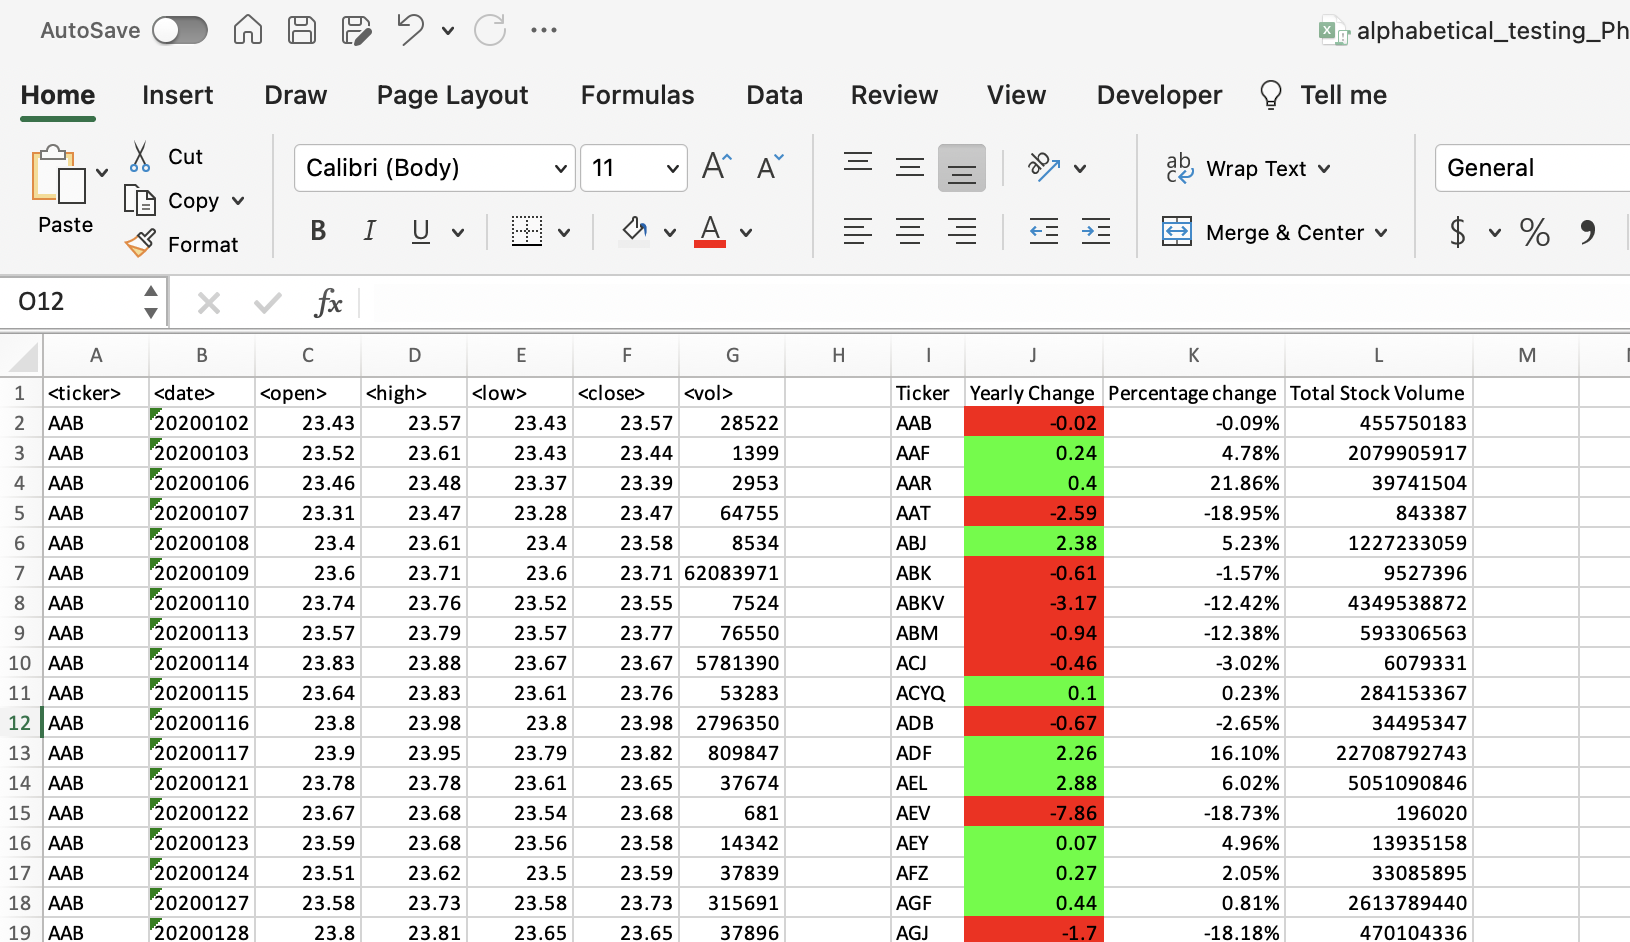 AutoSave
alphabetical_testing_Ph
Home Insert Draw Page Layout Formulas Data Review View Developer Tell me
Paste
Cut
Copy
Format
Calibri (Body) 11 A^ A˅
B I U A
ab Wrap Text
Merge & Center
General
$ % ,
O12 fx
A B C D E F G H I J K L M
1 <ticker> <date> <open> <high> <low> <close> <vol> Ticker Yearly Change Percentage change Total Stock Volume
2 AAB 20200102 23.43 23.57 23.43 23.57 28522 AAB -0.02 -0.09% 455750183
3 AAB 20200103 23.52 23.61 23.43 23.44 1399 AAF 0.24 4.78% 2079905917
4 AAB 20200106 23.46 23.48 23.37 23.39 2953 AAR 0.4 21.86% 39741504
5 AAB 20200107 23.31 23.47 23.28 23.47 64755 AAT -2.59 -18.95% 843387
6 AAB 20200108 23.4 23.61 23.4 23.58 8534 ABJ 2.38 5.23% 1227233059
7 AAB 20200109 23.6 23.71 23.6 23.71 62083971 ABK -0.61 -1.57% 9527396
8 AAB 20200110 23.74 23.76 23.52 23.55 7524 ABKV -3.17 -12.42% 4349538872
9 AAB 20200113 23.57 23.79 23.57 23.77 76550 ABM -0.94 -12.38% 593306563
10 AAB 20200114 23.83 23.88 23.67 23.67 5781390 ACJ -0.46 -3.02% 6079331
11 AAB 20200115 23.64 23.83 23.61 23.76 53283 ACYQ 0.1 0.23% 284153367
12 AAB 20200116 23.8 23.98 23.8 23.98 2796350 ADB -0.67 -2.65% 34495347
13 AAB 20200117 23.9 23.95 23.79 23.82 809847 ADF 2.26 16.10% 22708792743
14 AAB 20200121 23.78 23.78 23.61 23.65 37674 AEL 2.88 6.02% 5051090846
15 AAB 20200122 23.67 23.68 23.54 23.68 681 AEV -7.86 -18.73% 196020
16 AAB 20200123 23.59 23.68 23.56 23.58 14342 AEY 0.07 4.96% 13935158
17 AAB 20200124 23.51 23.62 23.5 23.59 37839 AFZ 0.27 2.05% 33085895
18 AAB 20200127 23.58 23.73 23.58 23.73 315691 AGF 0.44 0.81% 2613789440
19 AAB 20200128 23.8 23.81 23.65 23.65 37896 AGJ -1.7 -18.18% 470104336